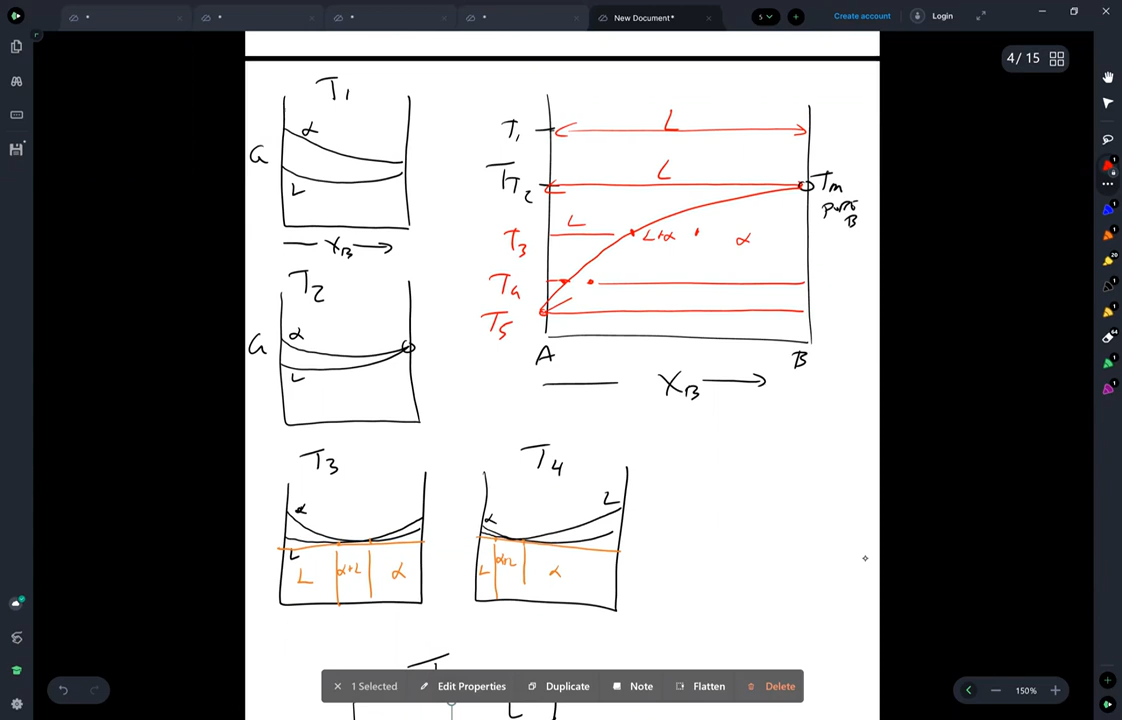 New Document*
5
Create account
Login
4 / 15
T1
α
G
L
XB
T2
α
G
L
T3
α
L
L
α+L
α
T4
α
L
L
α+L
α
T1
L
T2
L
Tm
pure
B
T3
L
L+α
α
T4
T5
A
B
XB
L
1 Selected
Edit Properties
Duplicate
Note
Flatten
Delete
150%